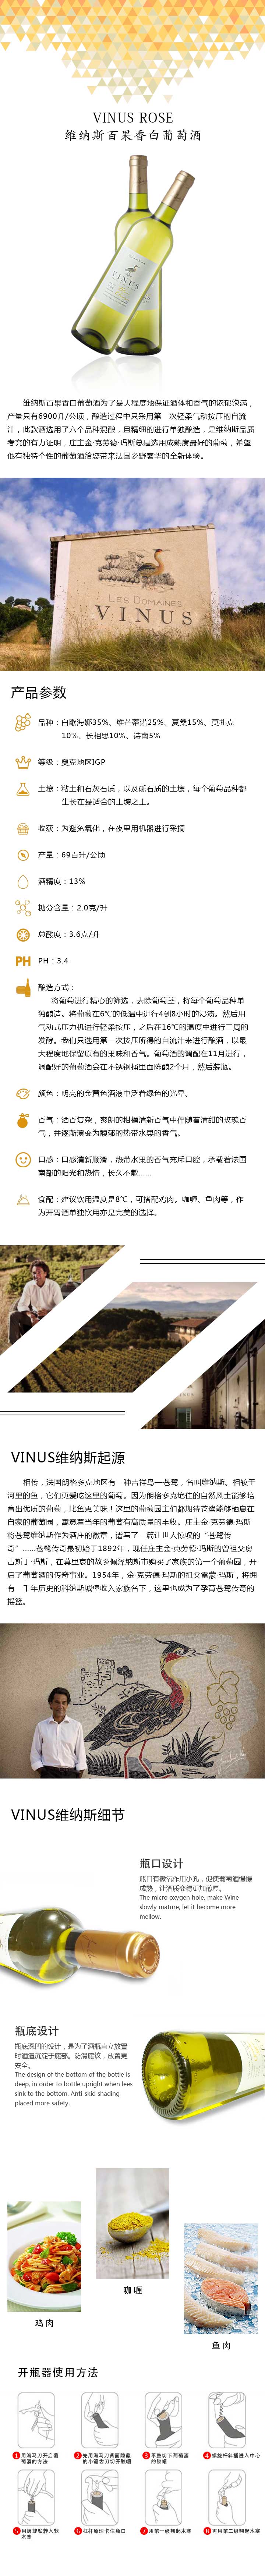 VINUS ROSE
维纳斯百果香白葡萄酒
VINUS
维纳斯百里香白葡萄酒为了最大程度地保证酒体和香气的浓郁饱满，
产量只有6900升/公顷，酿造过程中只采用第一次轻柔气动按压的自流
汁，此款酒选用了六个品种混酿，且精细的进行单独酿造，是维纳斯品质
考究的有力证明，庄主金·克劳德·玛斯总是选用成熟度最好的葡萄，希望
他有独特个性的葡萄酒给您带来法国乡野奢华的全新体验。
LES DOMAINES
VINUS
产品参数
品种：白歌海娜35%、维芒蒂诺25%、夏桑15%、莫扎克
10%、长相思10%、诗南5%
等级：奥克地区IGP
土壤：粘土和石灰石质，以及砾石质的土壤，每个葡萄品种都
生长在最适合的土壤之上。
收获：为避免氧化，在夜里用机器进行采摘
产量：69百升/公顷
酒精度：13%
糖分含量：2.0克/升
总酸度：3.6克/升
PH PH：3.4
酿造方式：
将葡萄进行精心的筛选，去除葡萄茎，将每个葡萄品种单
独酿造。将葡萄在6℃的低温中进行4到8小时的浸渍。然后用
气动式压力机进行轻柔按压，之后在16℃的温度中进行三周的
发酵。我们只选用第一次按压所得的自流汁来进行酿酒，以最
大程度地保留原有的果味和香气。葡萄酒的调配在11月进行，
调配好的葡萄酒随会在不锈钢桶里面陈酿2个月，然后装瓶。
颜色：明亮的金黄色酒液中泛着绿色的光晕。
香气：酒香复杂，爽朗的柑橘清新香气中伴随着清甜的玫瑰香
气，并逐渐演变为馥郁的热带水果的香气。
口感：口感清新顺滑，热带水果的香气充斥口腔，承载着法国
南部的阳光和热情，长久不散……
食配：建议饮用温度是8℃，可搭配鸡肉。咖喱、鱼肉等，作
为开胃酒单独饮用亦是完美的选择。
VINUS维纳斯起源
相传，法国朗格多克地区有一种吉祥鸟—苍鹭，名叫维纳斯。相较于
河里的鱼，它们更爱吃这里的葡萄。因为朗格多克绝佳的自然风土能够培
育出优质的葡萄，比鱼更美味！这里的葡萄园主们都期待苍鹭能够栖息在
自家的葡萄园，寓意着当年的葡萄有高质量的丰收。庄主金·克劳德·玛斯
将苍鹭维纳斯作为酒庄的徽章，谱写了一篇让世人惊叹的“苍鹭传
奇”……苍鹭传奇最初始于1892年，现任庄主金·克劳德·玛斯的曾祖父奥
古斯丁·玛斯，在莫里哀的故乡佩泽纳斯市购买了家族的第一个葡萄园，开
启了葡萄酒的传奇事业。1954年，金·克劳德·玛斯的祖父雷蒙·玛斯，将拥
有一千年历史的科纳斯城堡收入家族名下，这里也成为了孕育苍鹭传奇的
摇篮。
VINUS维纳斯细节
瓶口设计
瓶口有微氧作用小孔，促使葡萄酒慢慢
成熟，让酒质变得更加醇厚。
The micro oxygen hole, make Wine
slowly mature, let it become more
mellow.
瓶底设计
瓶底深凹的设计，是为了酒瓶直立放置
时酒渣沉淀于底部。防滑底纹，放置更
安全。
The design of the bottom of the bottle is
deep, in order to bottle upright when lees
sink to the bottom. Anti-skid shading
placed more safety.
咖喱
鸡肉
鱼肉
开瓶器使用方法
1 用海马刀开启葡
萄酒的方法
2 先用海马刀背面隐藏
的小锯齿刀切开胶帽
3 平整切下葡萄酒
的胶帽
4 螺旋杆斜插进入中心
5 用螺旋钻转入软
木塞
6 杠杆原理卡住瓶口
7 用第一级翘起木塞
8 再用第二级翘起木塞